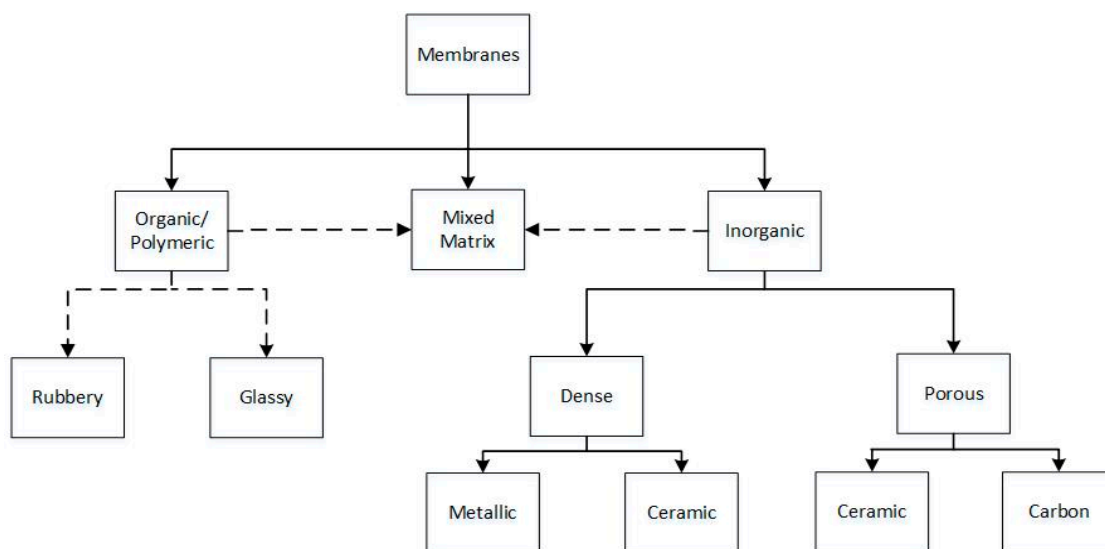 Membranes
Organic/
Polymeric
Mixed
Matrix
Inorganic
Rubbery
Glassy
Dense
Porous
Metallic
Ceramic
Ceramic
Carbon